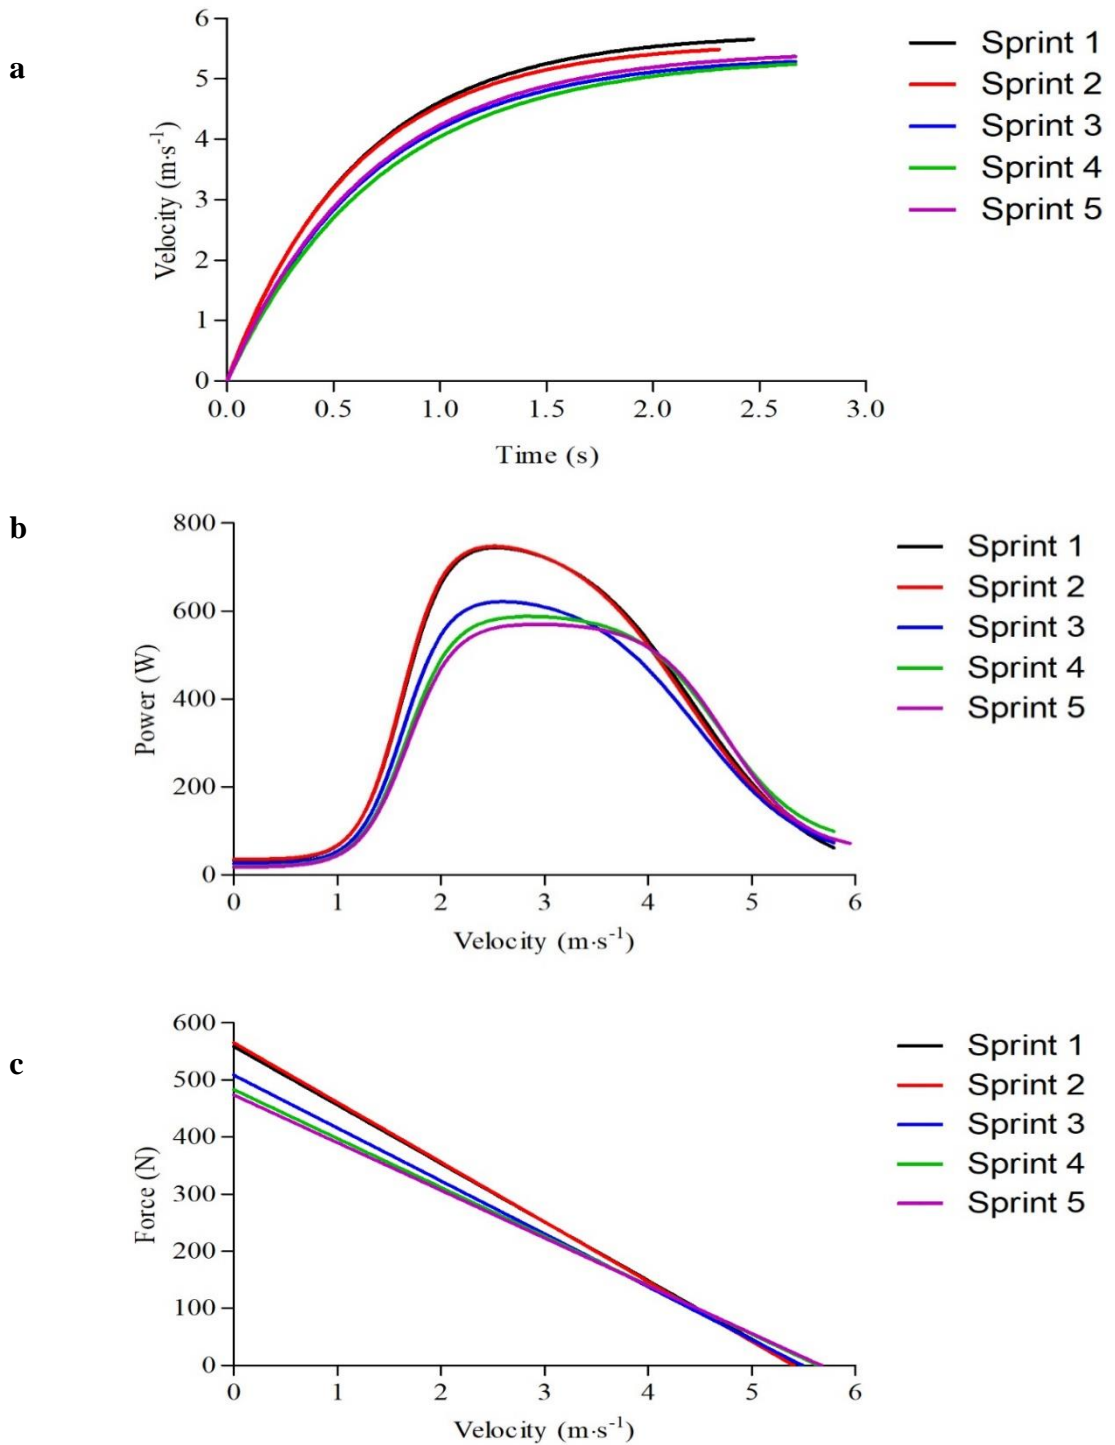 a
6
5
4
3
2
1
0
Velocity (m·s⁻¹)
0.0 0.5 1.0 1.5 2.0 2.5 3.0
Time (s)
Sprint 1
Sprint 2
Sprint 3
Sprint 4
Sprint 5
b
800
600
400
200
0
Power (W)
0 1 2 3 4 5 6
Velocity (m·s⁻¹)
Sprint 1
Sprint 2
Sprint 3
Sprint 4
Sprint 5
c
600
500
400
300
200
100
0
Force (N)
0 1 2 3 4 5 6
Velocity (m·s⁻¹)
Sprint 1
Sprint 2
Sprint 3
Sprint 4
Sprint 5